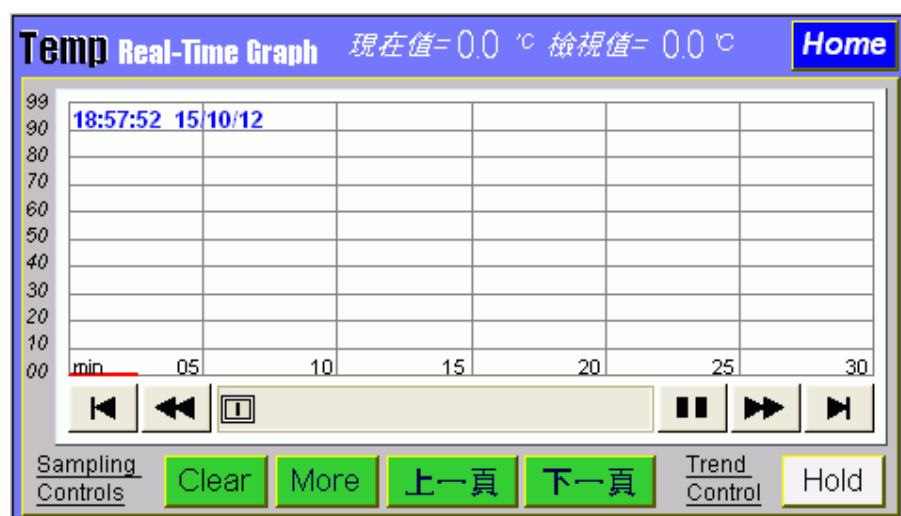 Temp Real-Time Graph 現在值= 0.0 ℃ 檢視值= 0.0 ℃ Home
99
90
18:57:52 15/10/12
80
70
60
50
40
30
20
10
00
min 05 10 15 20 25 30
Sampling Controls
Clear
More
上一頁
下一頁
Trend Control
Hold